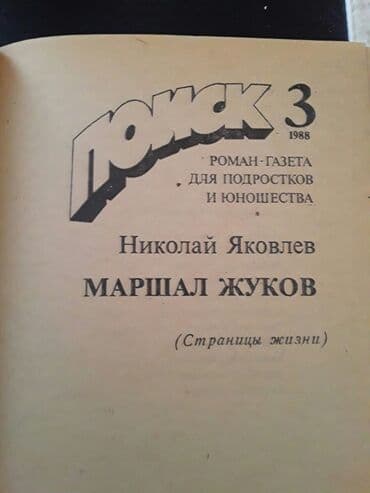 ПОИСК 3
1988
РОМАН-ГАЗЕТА
ДЛЯ ПОДРОСТКОВ
И ЮНОШЕСТВА
Николай Яковлев
МАРШАЛ ЖУКОВ
(Страницы жизни)